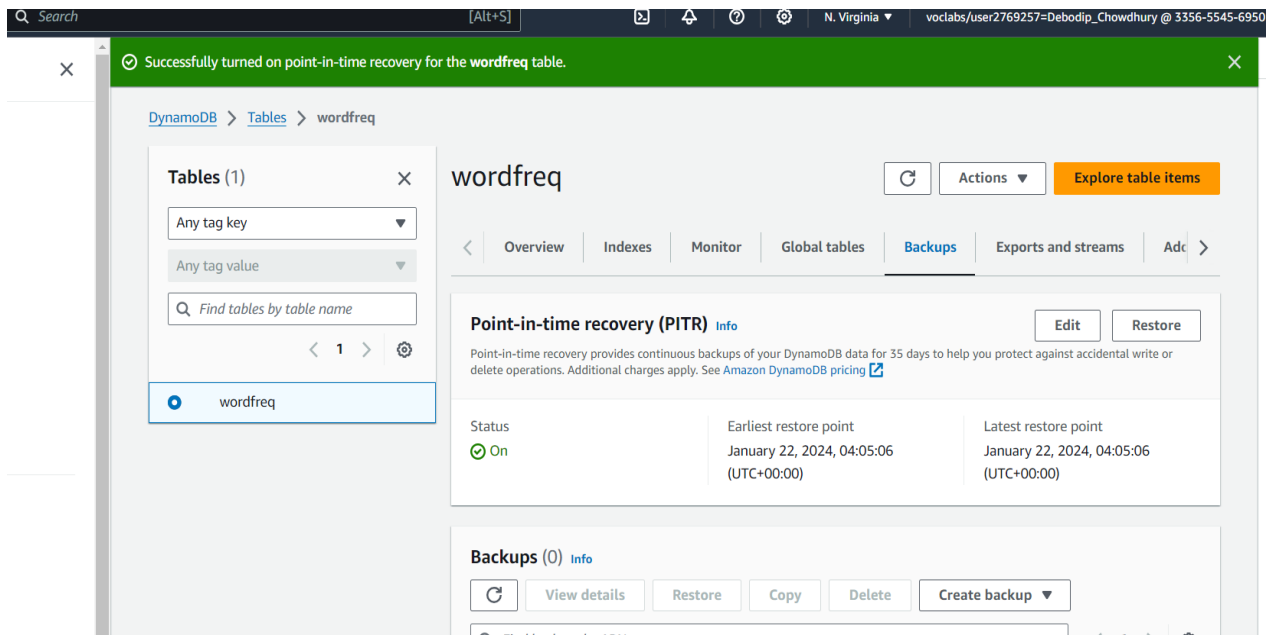 Search [Alt+S] N. Virginia voclabs/user2769257=Debodip_Chowdhury @ 3356-5545-6950
Successfully turned on point-in-time recovery for the wordfreq table.
DynamoDB Tables wordfreq
Tables (1)
Any tag key
Any tag value
Find tables by table name
1
wordfreq
wordfreq
Actions
Explore table items
Overview Indexes Monitor Global tables Backups Exports and streams
Point-in-time recovery (PITR) Info
Edit Restore
Point-in-time recovery provides continuous backups of your DynamoDB data for 35 days to help you protect against accidental write or
delete operations. Additional charges apply. See Amazon DynamoDB pricing
Status
On
Earliest restore point
January 22, 2024, 04:05:06
(UTC+00:00)
Latest restore point
January 22, 2024, 04:05:06
(UTC+00:00)
Backups (0) Info
View details Restore Copy Delete Create backup